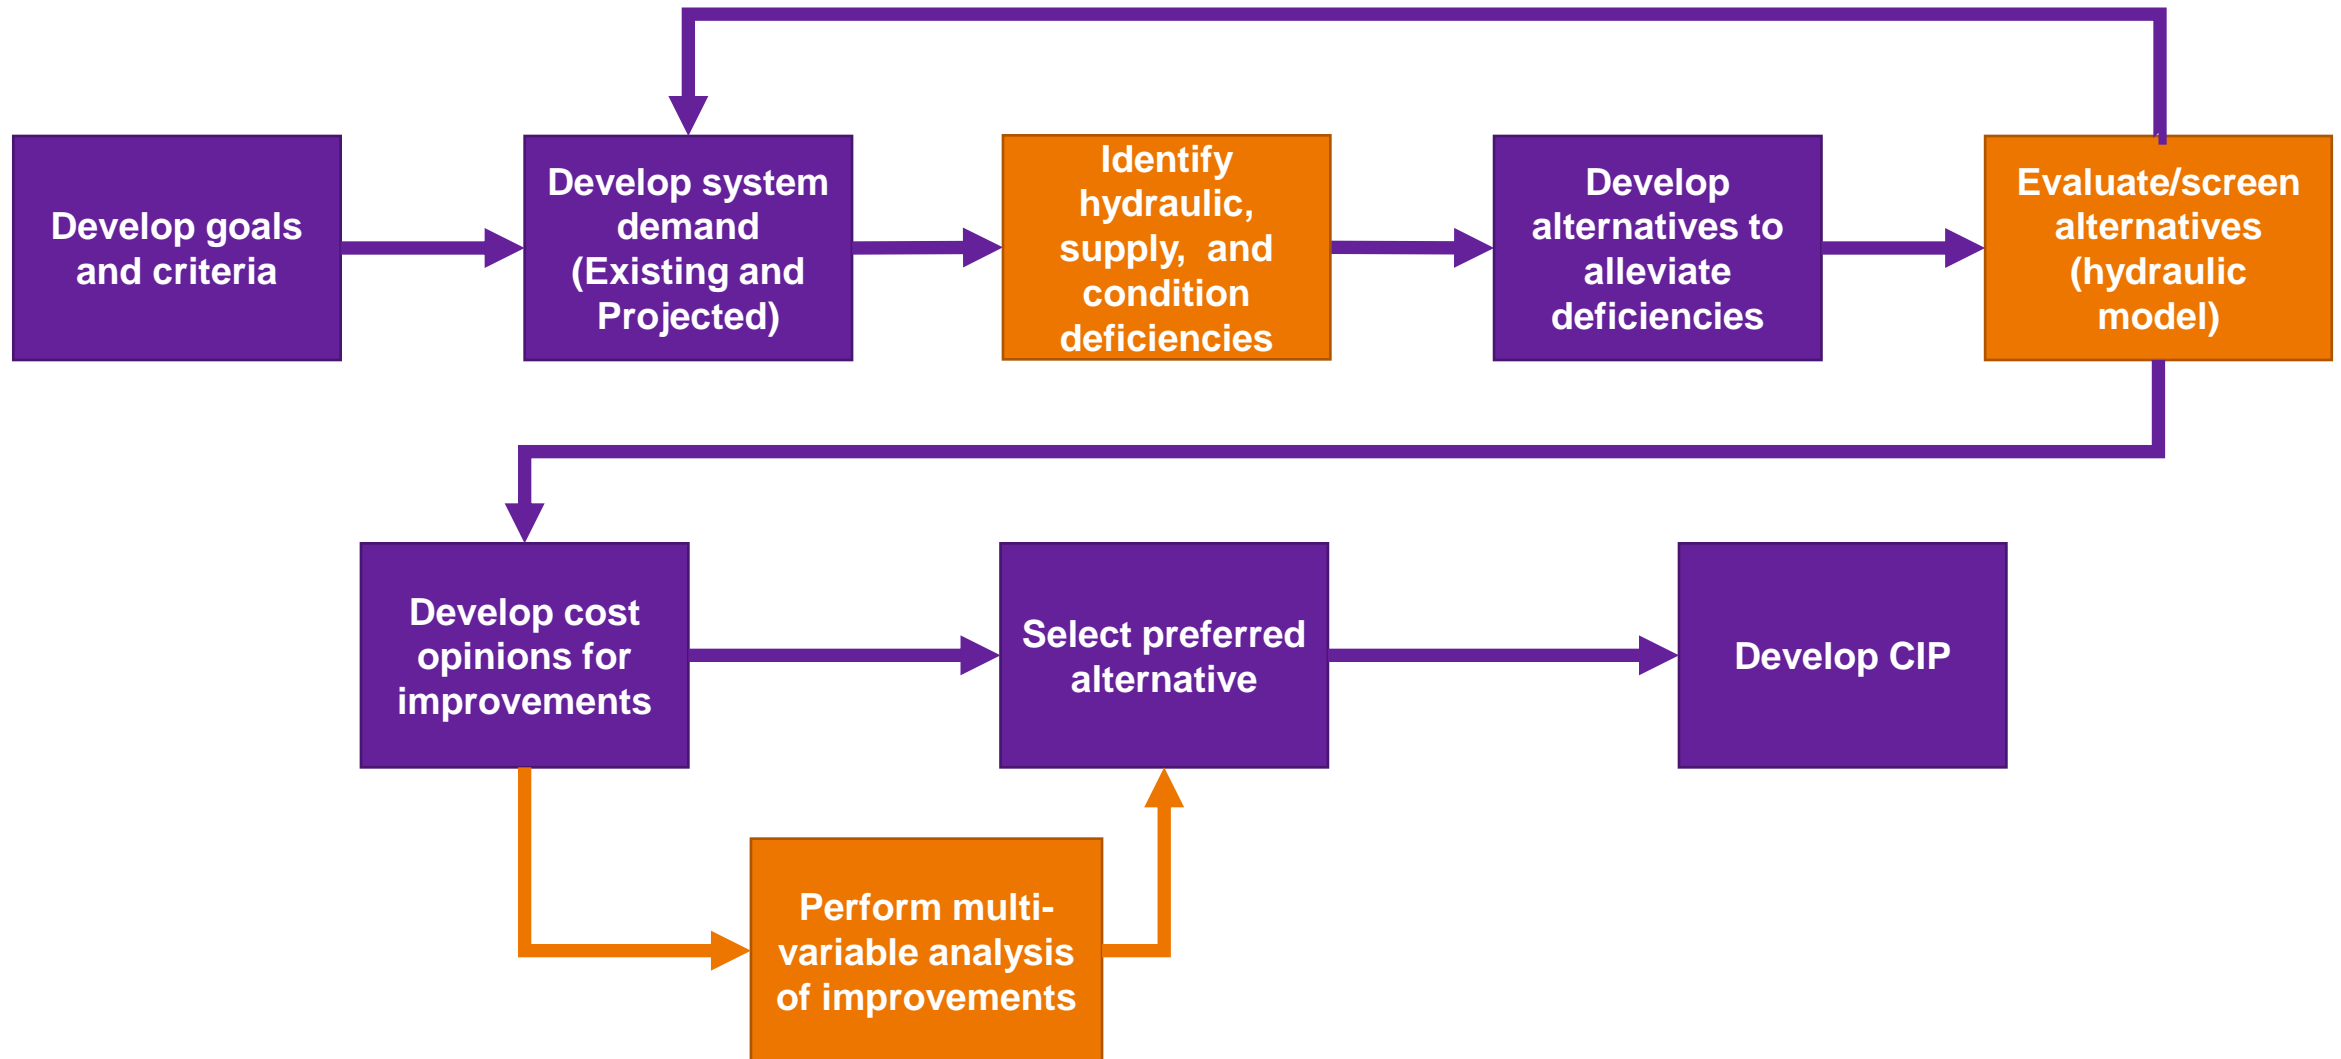 Develop goals
and criteria
Develop system
demand
(Existing and
Projected)
Identify
hydraulic,
supply,  and
condition
deficiencies
Develop
alternatives to
alleviate
deficiencies
Evaluate/screen
alternatives
(hydraulic
model)
Develop cost
opinions for
improvements
Select preferred
alternative
Develop CIP
Perform multi-
variable analysis
of improvements